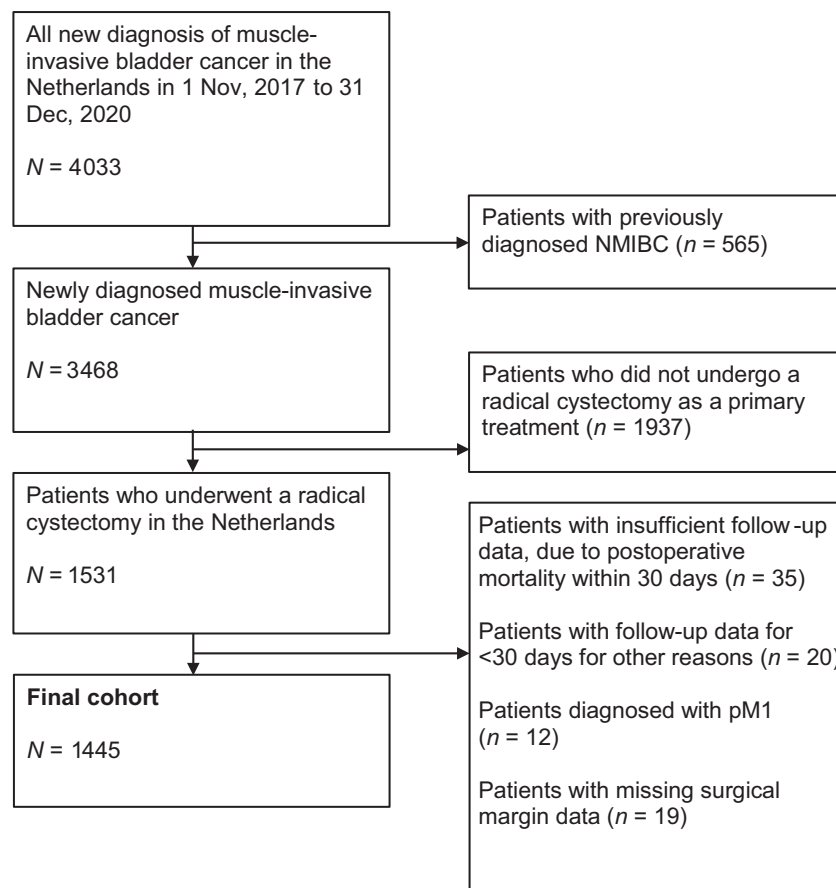 All new diagnosis of muscle-
invasive bladder cancer in the
Netherlands in 1 Nov, 2017 to 31
Dec, 2020
N = 4033
Patients with previously
diagnosed NMIBC (n = 565)
Newly diagnosed muscle-invasive
bladder cancer
N = 3468
Patients who did not undergo a
radical cystectomy as a primary
treatment (n = 1937)
Patients who underwent a radical
cystectomy in the Netherlands
N = 1531
Patients with insufficient follow-up
data, due to postoperative
mortality within 30 days (n = 35)
Patients with follow-up data for
<30 days for other reasons (n = 20)
Patients diagnosed with pM1
(n = 12)
Patients with missing surgical
margin data (n = 19)
Final cohort
N = 1445